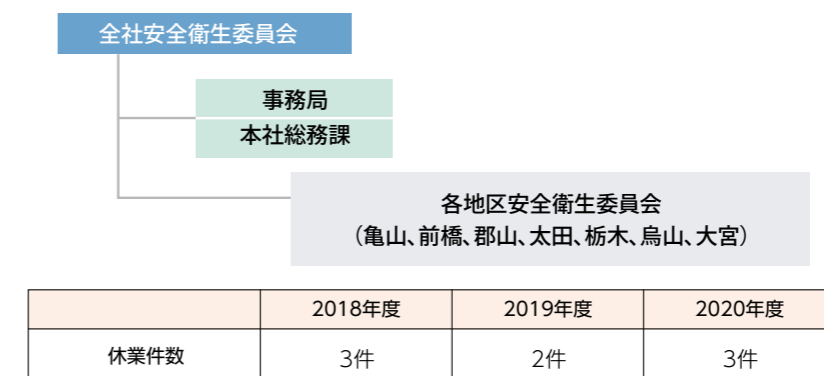 全社安全衛生委員会
事務局
本社総務課
各地区安全衛生委員会
（亀山、前橋、郡山、太田、栃木、烏山、大宮）
2018年度 2019年度 2020年度
休業件数 3件 2件 3件